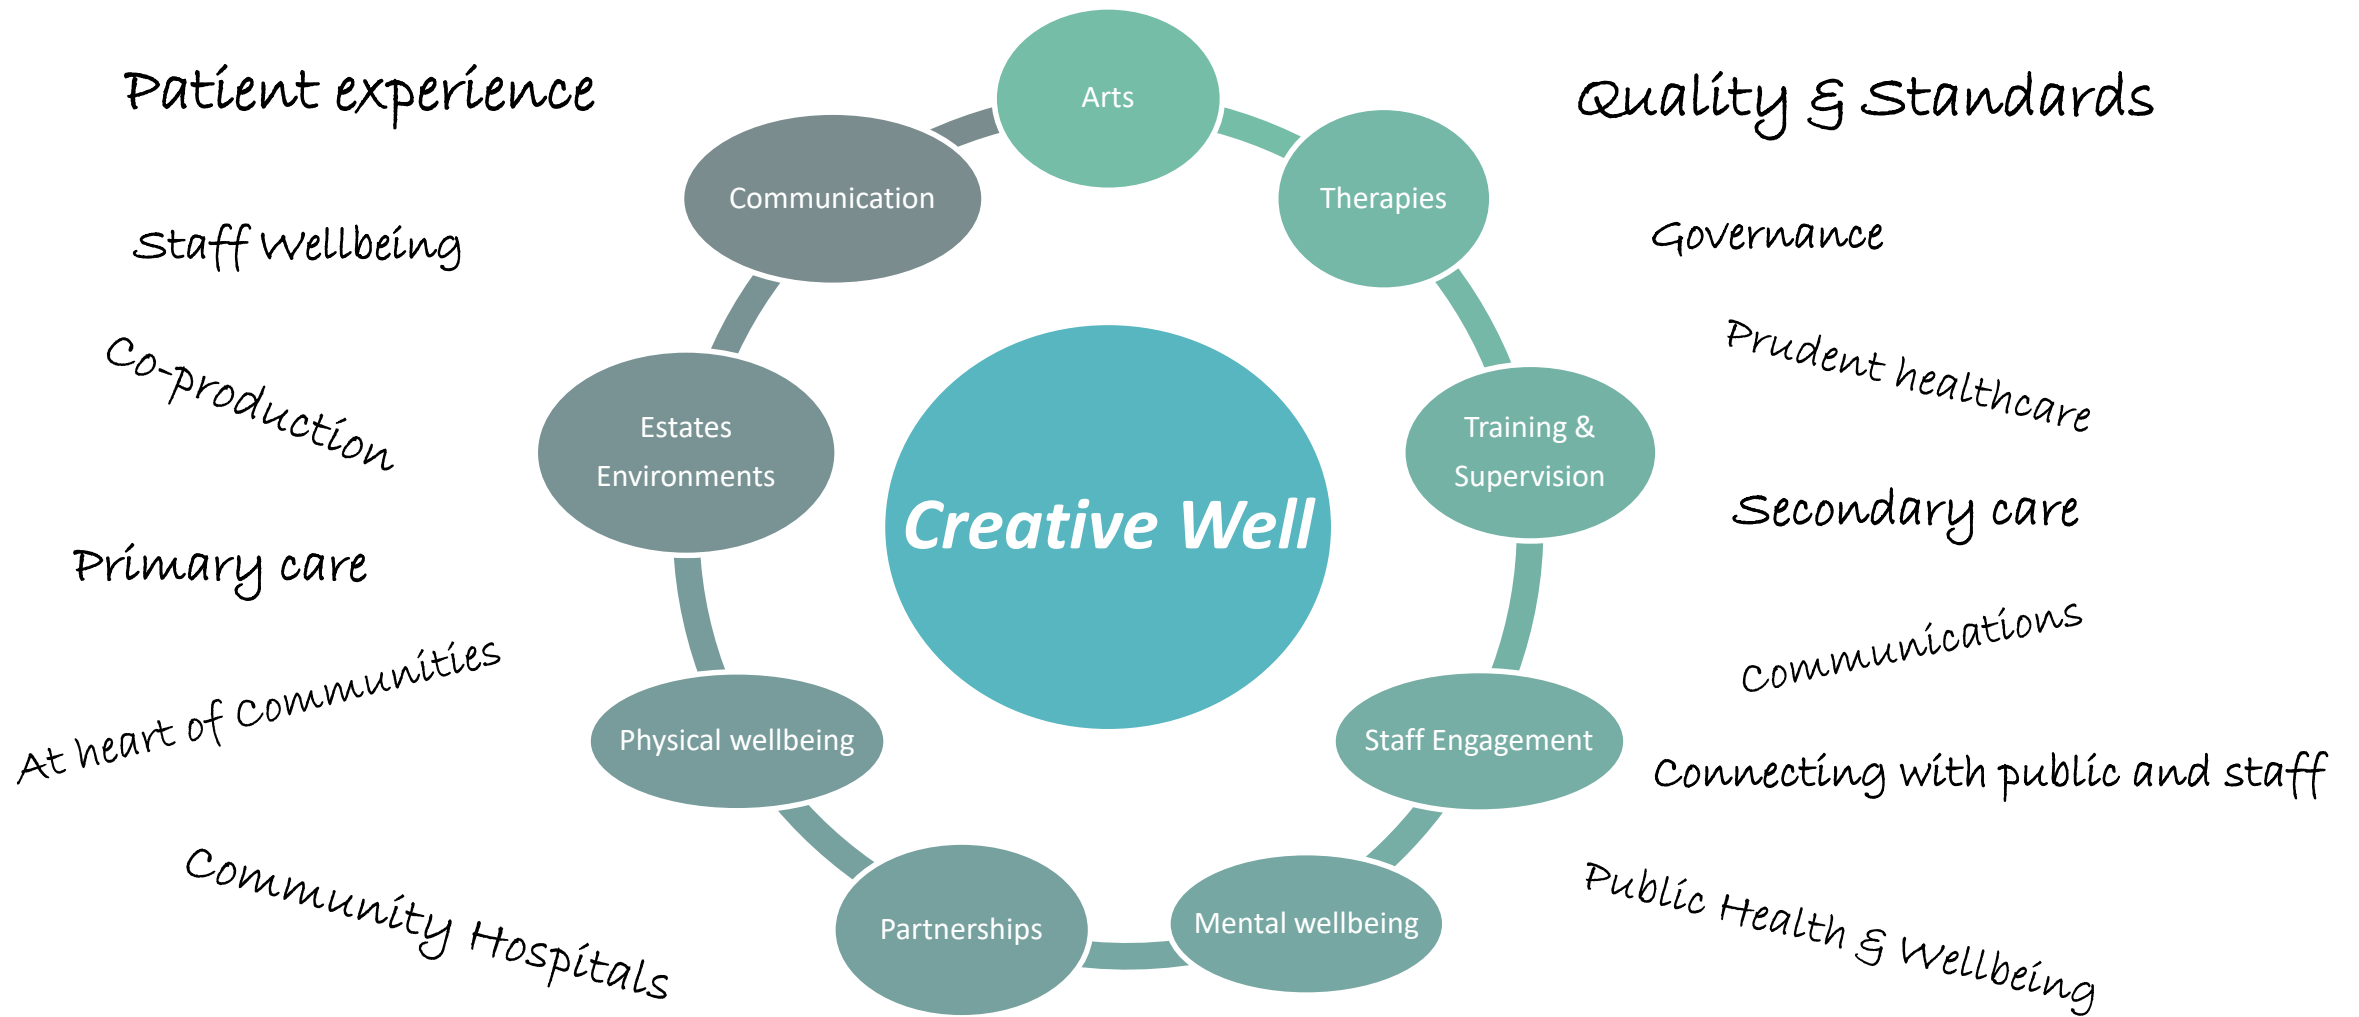 Patient experience
Staff Wellbeing
Co-production
Primary care
At heart of Communities
Community Hospitals
Arts
Therapies
Training &
Supervision
Staff Engagement
Mental wellbeing
Partnerships
Physical wellbeing
Estates
Environments
Communication
Creative Well
Quality & Standards
Governance
Prudent healthcare
Secondary care
Communications
Connecting with public and staff
Public Health & Wellbeing